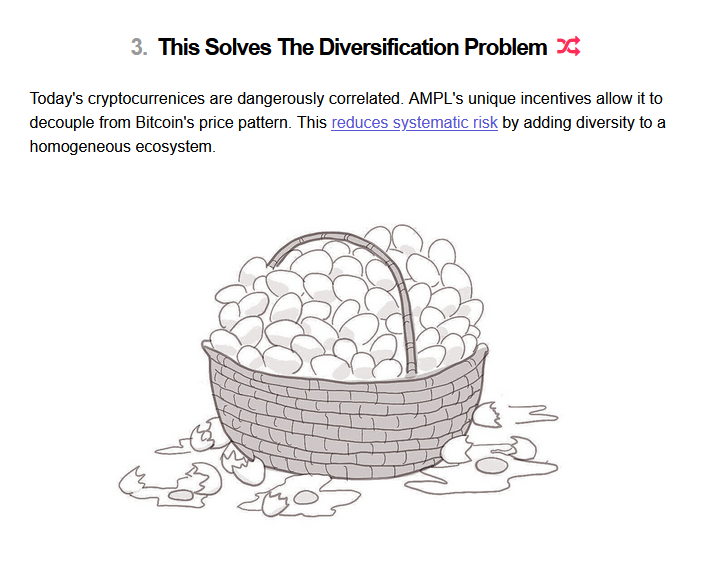 3. This Solves The Diversification Problem
Today's cryptocurrenices are dangerously correlated. AMPL's unique incentives allow it to
decouple from Bitcoin's price pattern. This reduces systematic risk by adding diversity to a
homogeneous ecosystem.